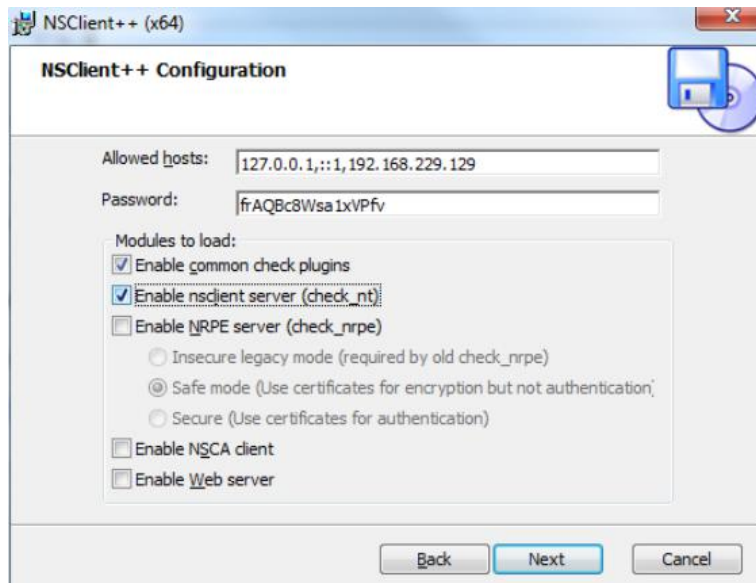 NSClient++ (x64)
NSClient++ Configuration
Allowed hosts: 127.0.0.1,::1,192.168.229.129
Password: frAQBc8Wsa1xVPfv
Modules to load:
Enable common check plugins
Enable nsclient server (check_nt)
Enable NRPE server (check_nrpe)
Insecure legacy mode (required by old check_nrpe)
Safe mode (Use certificates for encryption but not authentication)
Secure (Use certificates for authentication)
Enable NSCA client
Enable Web server
Back Next Cancel